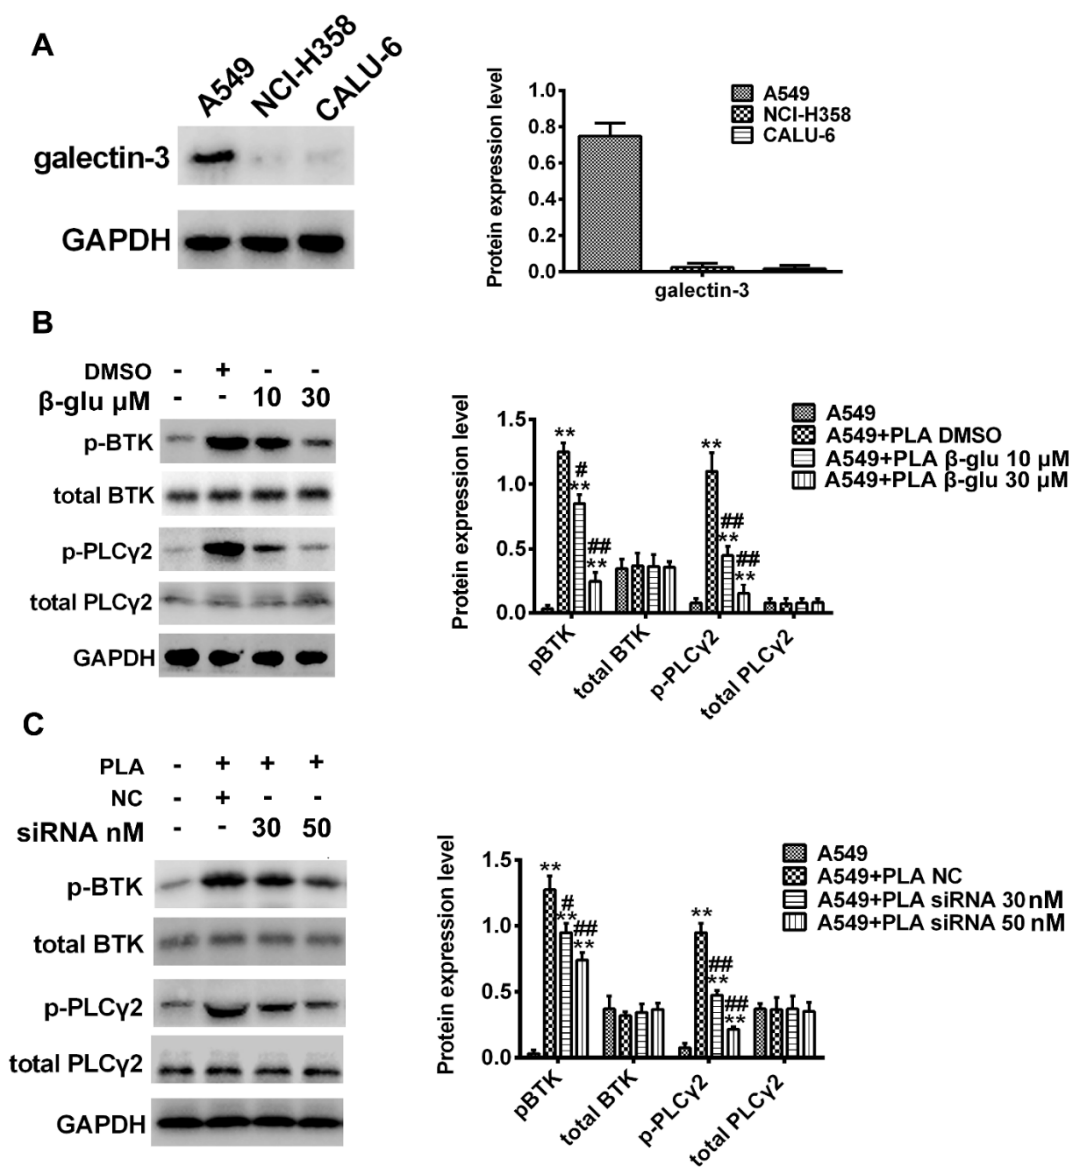 A
A549
NCI-H358
CALU-6
galectin-3
GAPDH
Protein expression level
1.0
0.8
0.6
0.4
0.2
0.0
galectin-3
A549
NCI-H358
CALU-6
B
DMSO - + - -
β-glu µM - - 10 30
p-BTK
total BTK
p-PLCγ2
total PLCγ2
GAPDH
Protein expression level
1.5
1.0
0.5
0.0
**
#
**
##
**
**
##
**
##
**
pBTK
total BTK
p-PLCγ2
total PLCγ2
A549
A549+PLA DMSO
A549+PLA β-glu 10 µM
A549+PLA β-glu 30 µM
C
PLA - + + +
NC - + - -
siRNA nM - - 30 50
p-BTK
total BTK
p-PLCγ2
total PLCγ2
GAPDH
Protein expression level
1.5
1.0
0.5
0.0
**
#
**
##
**
**
##
**
##
**
pBTK
total BTK
p-PLCγ2
total PLCγ2
A549
A549+PLA NC
A549+PLA siRNA 30 nM
A549+PLA siRNA 50 nM